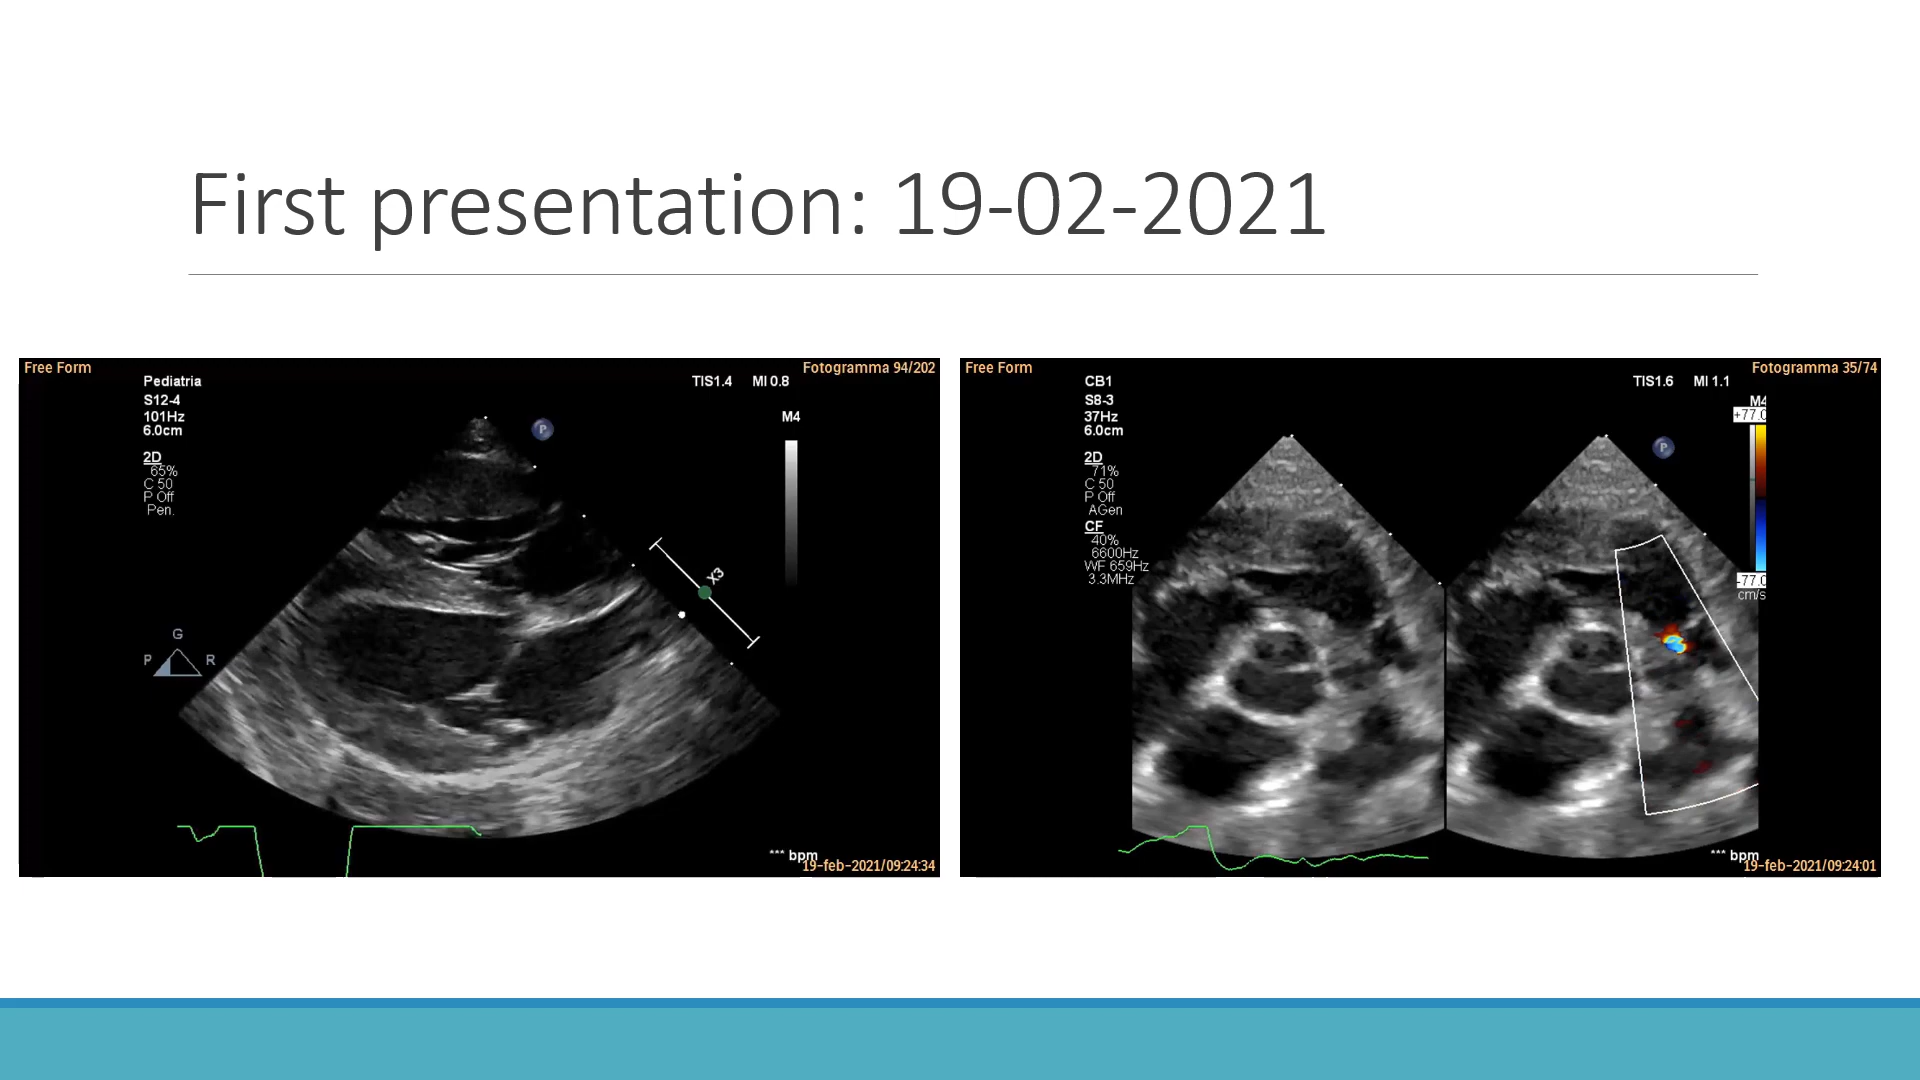 First presentation: 19-02-2021
Free Form
Fotogramma 94/202
Pediatria
TIS1.4 MI 0.8
S12-4
101Hz
6.0cm
M4
2D
65%
C 50
P Off
Pen.
P
X3
G
P R
*** bpm
19-feb-2021/09:24:34
Free Form
Fotogramma 35/74
CB1
TIS1.6 MI 1.1
S8-3
37Hz
6.0cm
M4
+77.0
2D
71%
C 50
P Off
AGen
CF
40%
6600Hz
WF 659Hz
3.3MHz
P
-77.0
cm/s
*** bpm
19-feb-2021/09:24:01